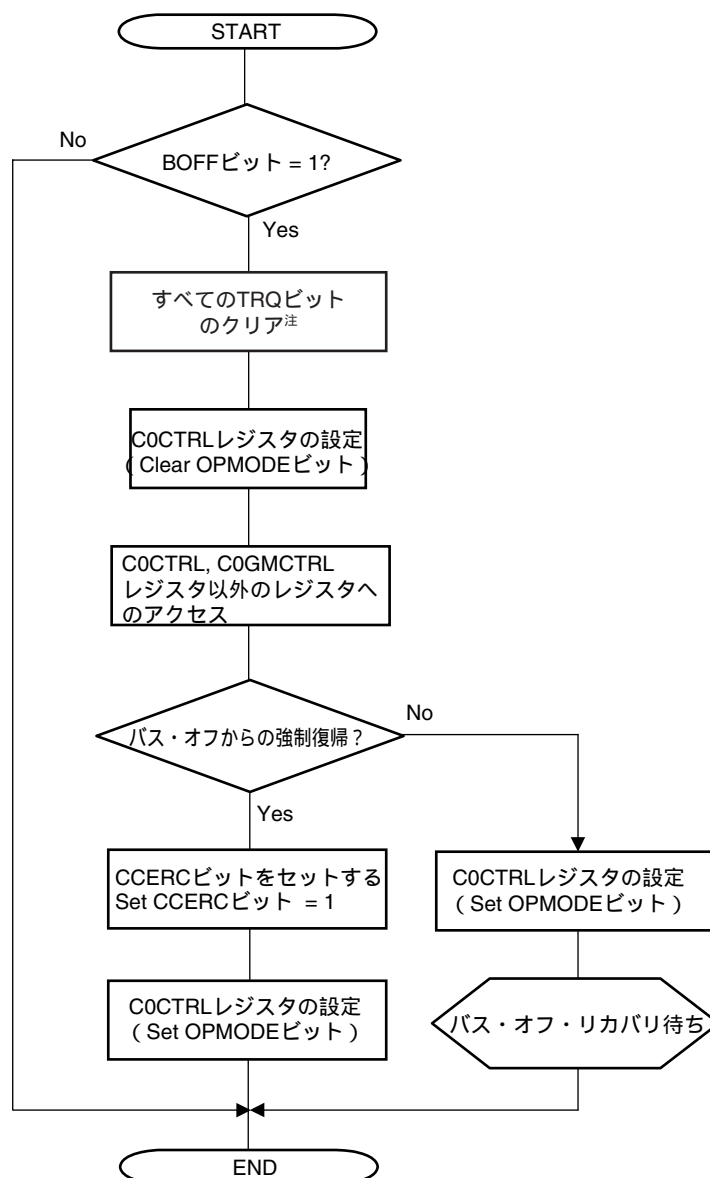 START
No
BOFFビット = 1?
Yes
すべてのTRQビット
のクリア注
C0CTRLレジスタの設定
（Clear OPMODEビット）
C0CTRL, C0GMCTRL
レジスタ以外のレジスタへ
のアクセス
No
バス・オフからの強制復帰？
Yes
CCERCビットをセットする
Set CCERCビット = 1
C0CTRLレジスタの設定
（Set OPMODEビット）
C0CTRLレジスタの設定
（Set OPMODEビット）
バス・オフ・リカバリ待ち
END